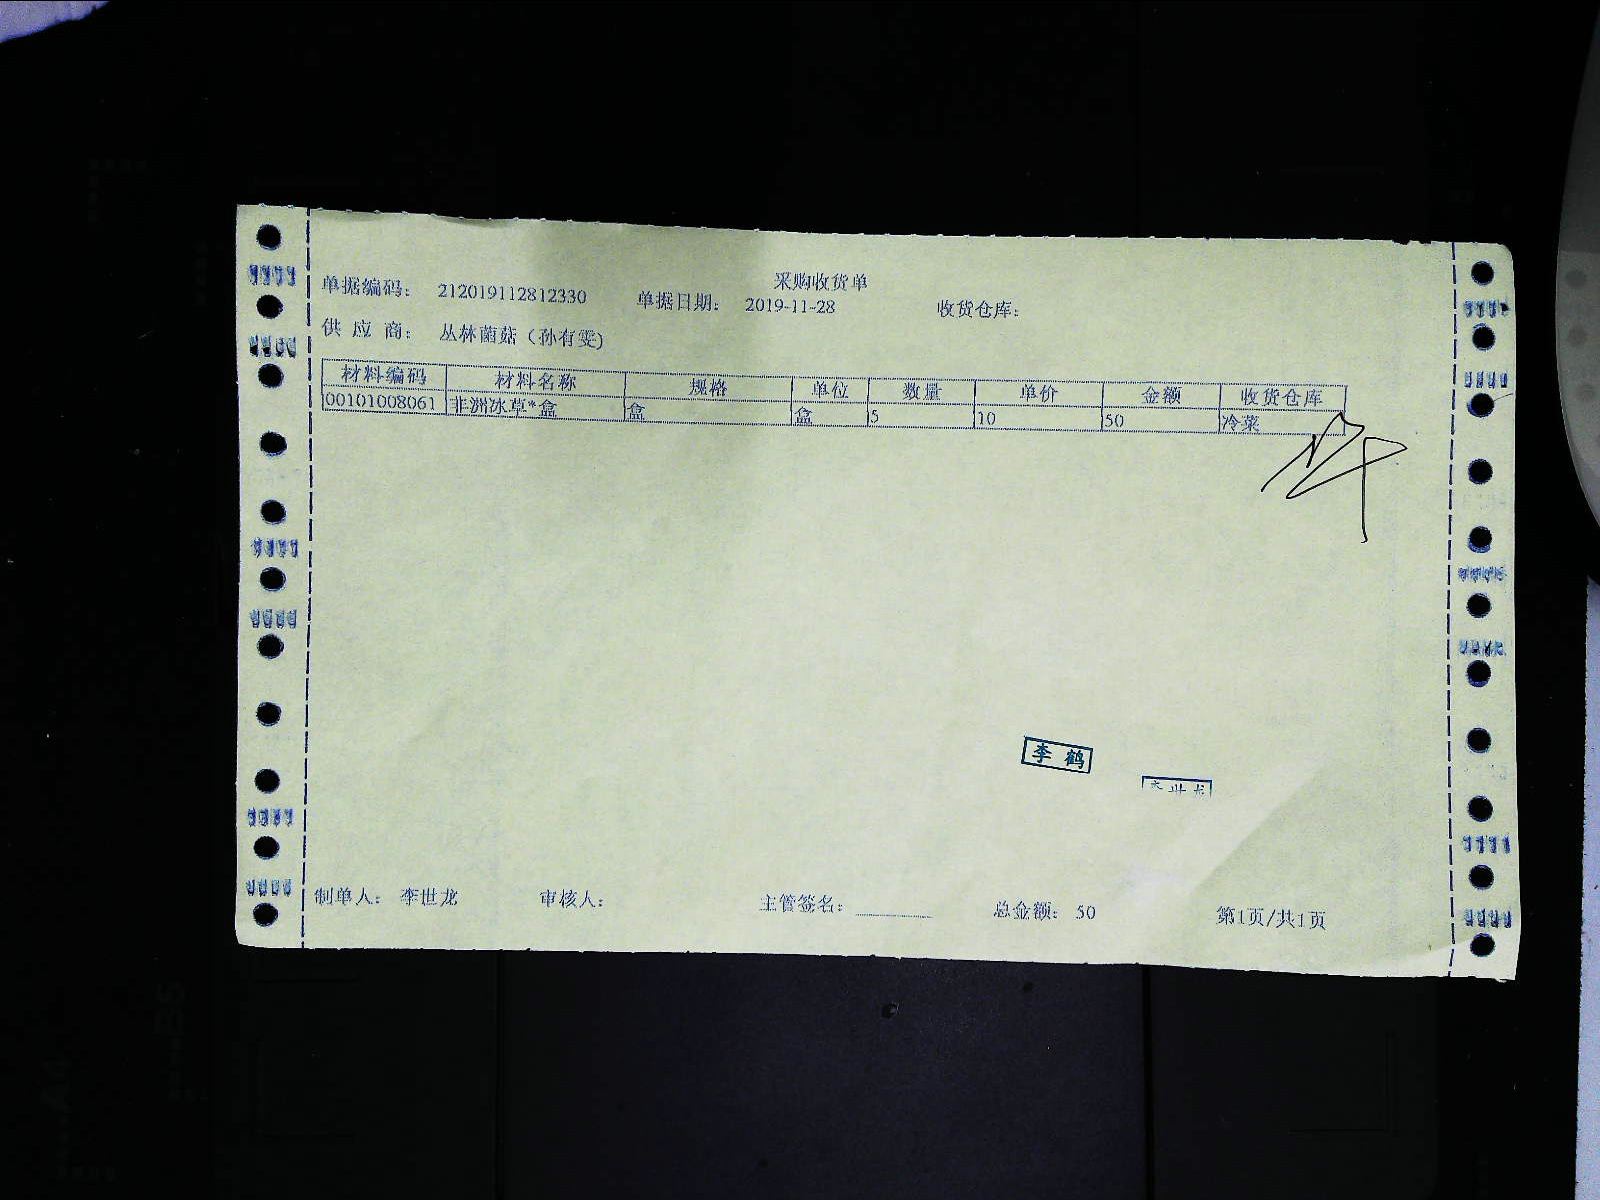 采购收货单
单据编码： 212019112812330 单据日期： 2019-11-28 收货仓库：
供 应 商： 丛林菌菇（孙有雯)
材料编码 材料名称 规格 单位 数量 单价 金额 收货仓库
00101008061 非洲冰草*盒 盒 盒 5 10 50 冷菜
李 鹤
制单人： 李世龙 审核人： 主管签名： 总金额： 50 第1页/共1页